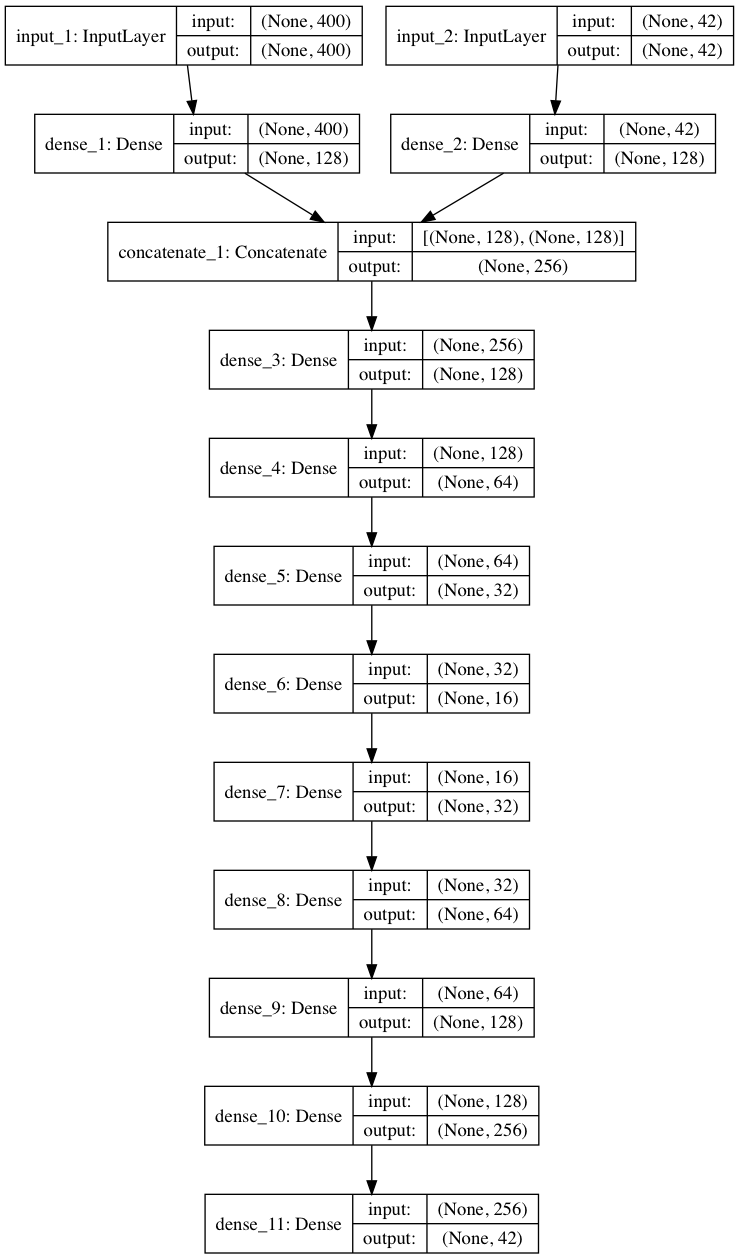 input_1: InputLayer input: (None, 400)
output: (None, 400)
input_2: InputLayer input: (None, 42)
output: (None, 42)
dense_1: Dense input: (None, 400)
output: (None, 128)
dense_2: Dense input: (None, 42)
output: (None, 128)
concatenate_1: Concatenate input: [(None, 128), (None, 128)]
output: (None, 256)
dense_3: Dense input: (None, 256)
output: (None, 128)
dense_4: Dense input: (None, 128)
output: (None, 64)
dense_5: Dense input: (None, 64)
output: (None, 32)
dense_6: Dense input: (None, 32)
output: (None, 16)
dense_7: Dense input: (None, 16)
output: (None, 32)
dense_8: Dense input: (None, 32)
output: (None, 64)
dense_9: Dense input: (None, 64)
output: (None, 128)
dense_10: Dense input: (None, 128)
output: (None, 256)
dense_11: Dense input: (None, 256)
output: (None, 42)